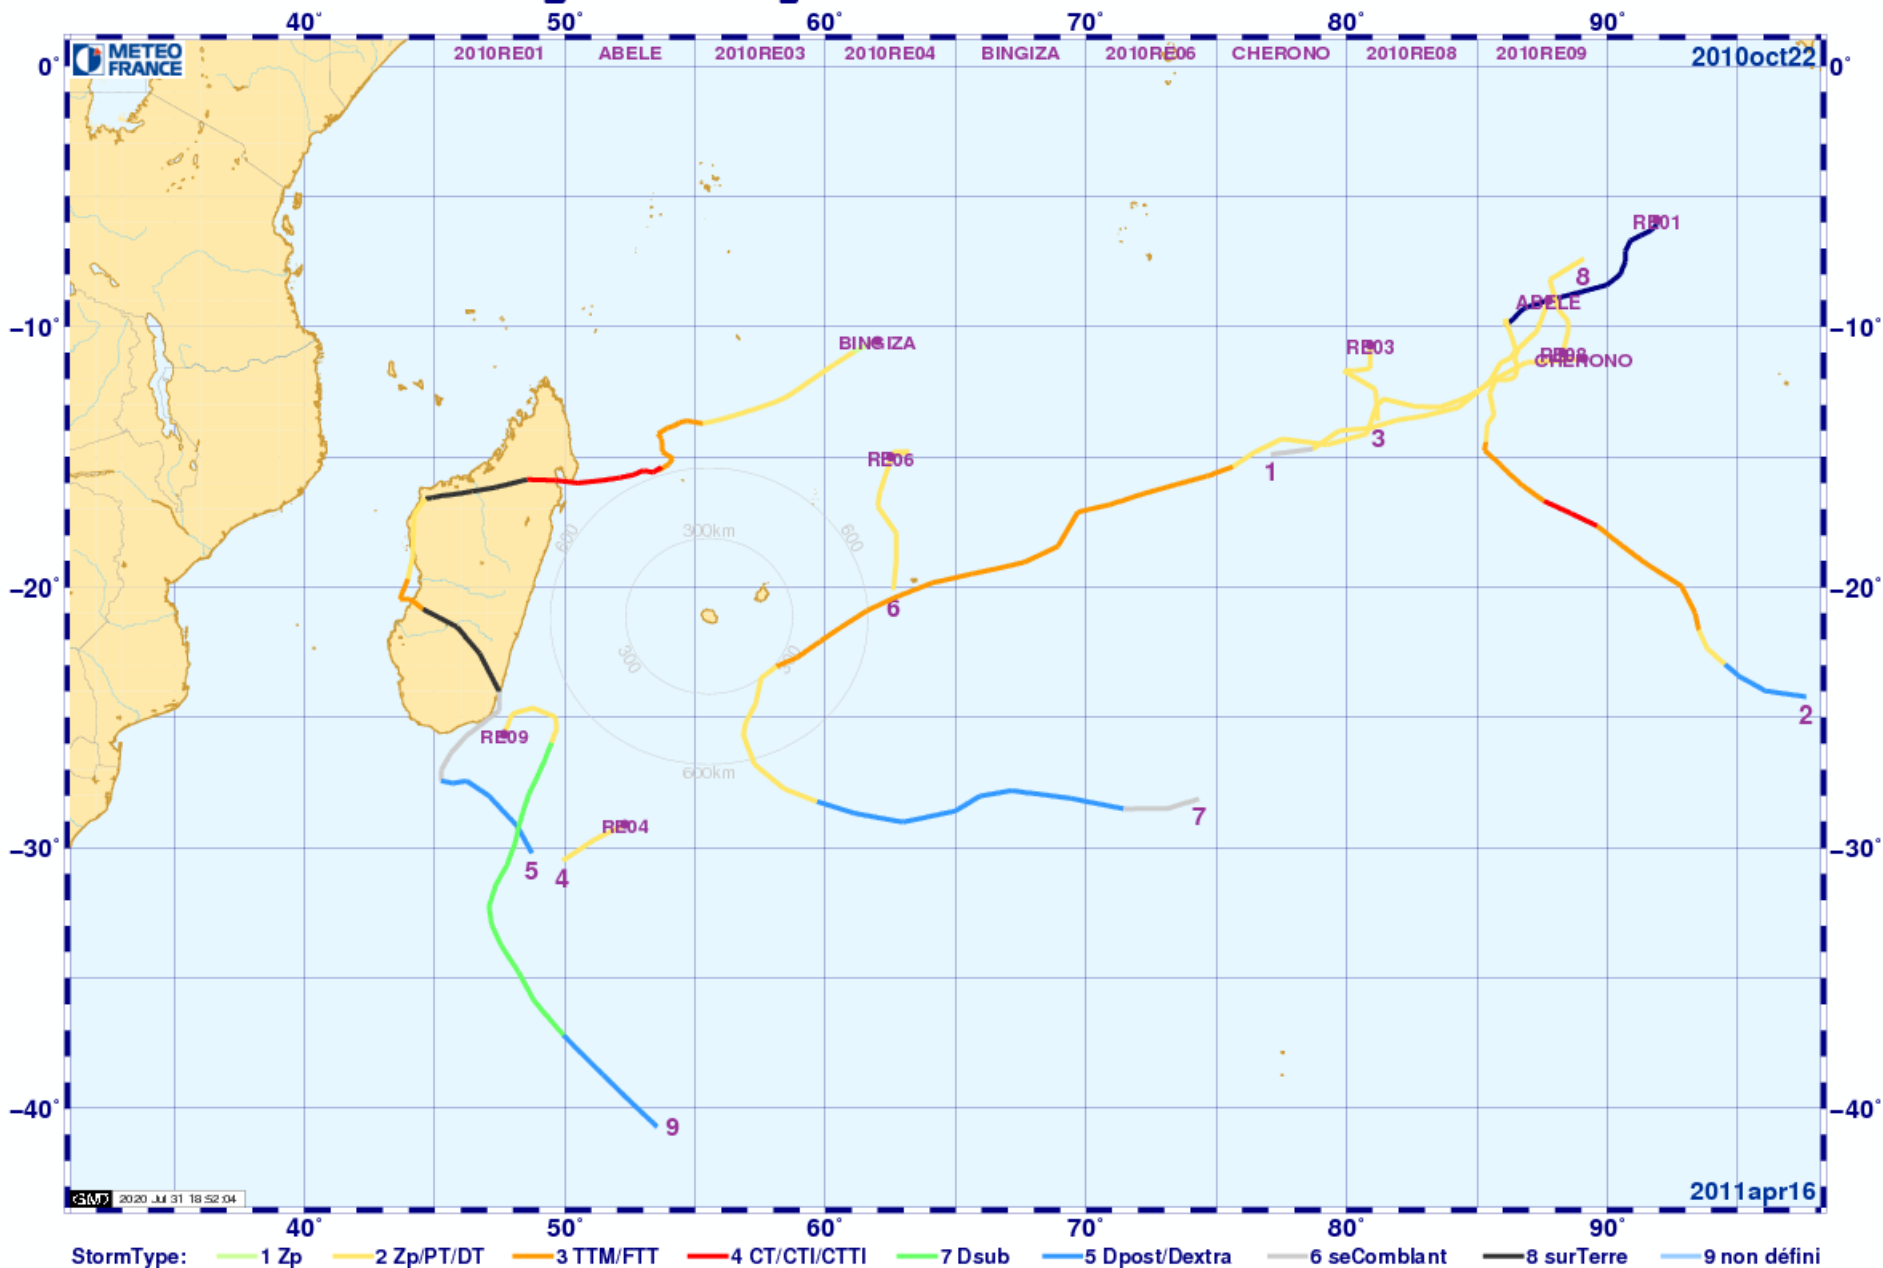 40° 50° 60° 70° 80° 90°
METEO
FRANCE
2010RE01 ABELE 2010RE03 2010RE04 BINGIZA 2010RE06 CHERONO 2010RE08 2010RE09
2010oct22
0° 0°
RE01
8
ABELE
−10° −10°
BINGIZA
RE03
RE08
CHERONO
3
RE06
1
300km
600 600
−20° −20°
6
300 300
2
RE09
600km
7
RE04
−30° −30°
5 4
−40° −40°
9
GMD 2020 Jul 31 18:52:04
2011apr16
40° 50° 60° 70° 80° 90°
StormType: 1 Zp 2 Zp/PT/DT 3 TTM/FTT 4 CT/CTI/CTTI 7 Dsub 5 Dpost/Dextra 6 seComblant 8 surTerre 9 non défini